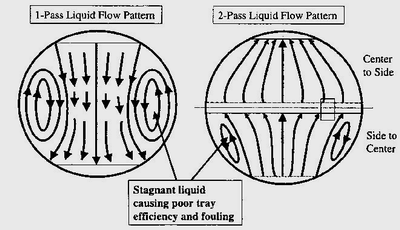 1-Pass Liquid Flow Pattern
2-Pass Liquid Flow Pattern
Center
to Side
Side to
Center
Stagnant liquid
causing poor tray
efficiency and fouling